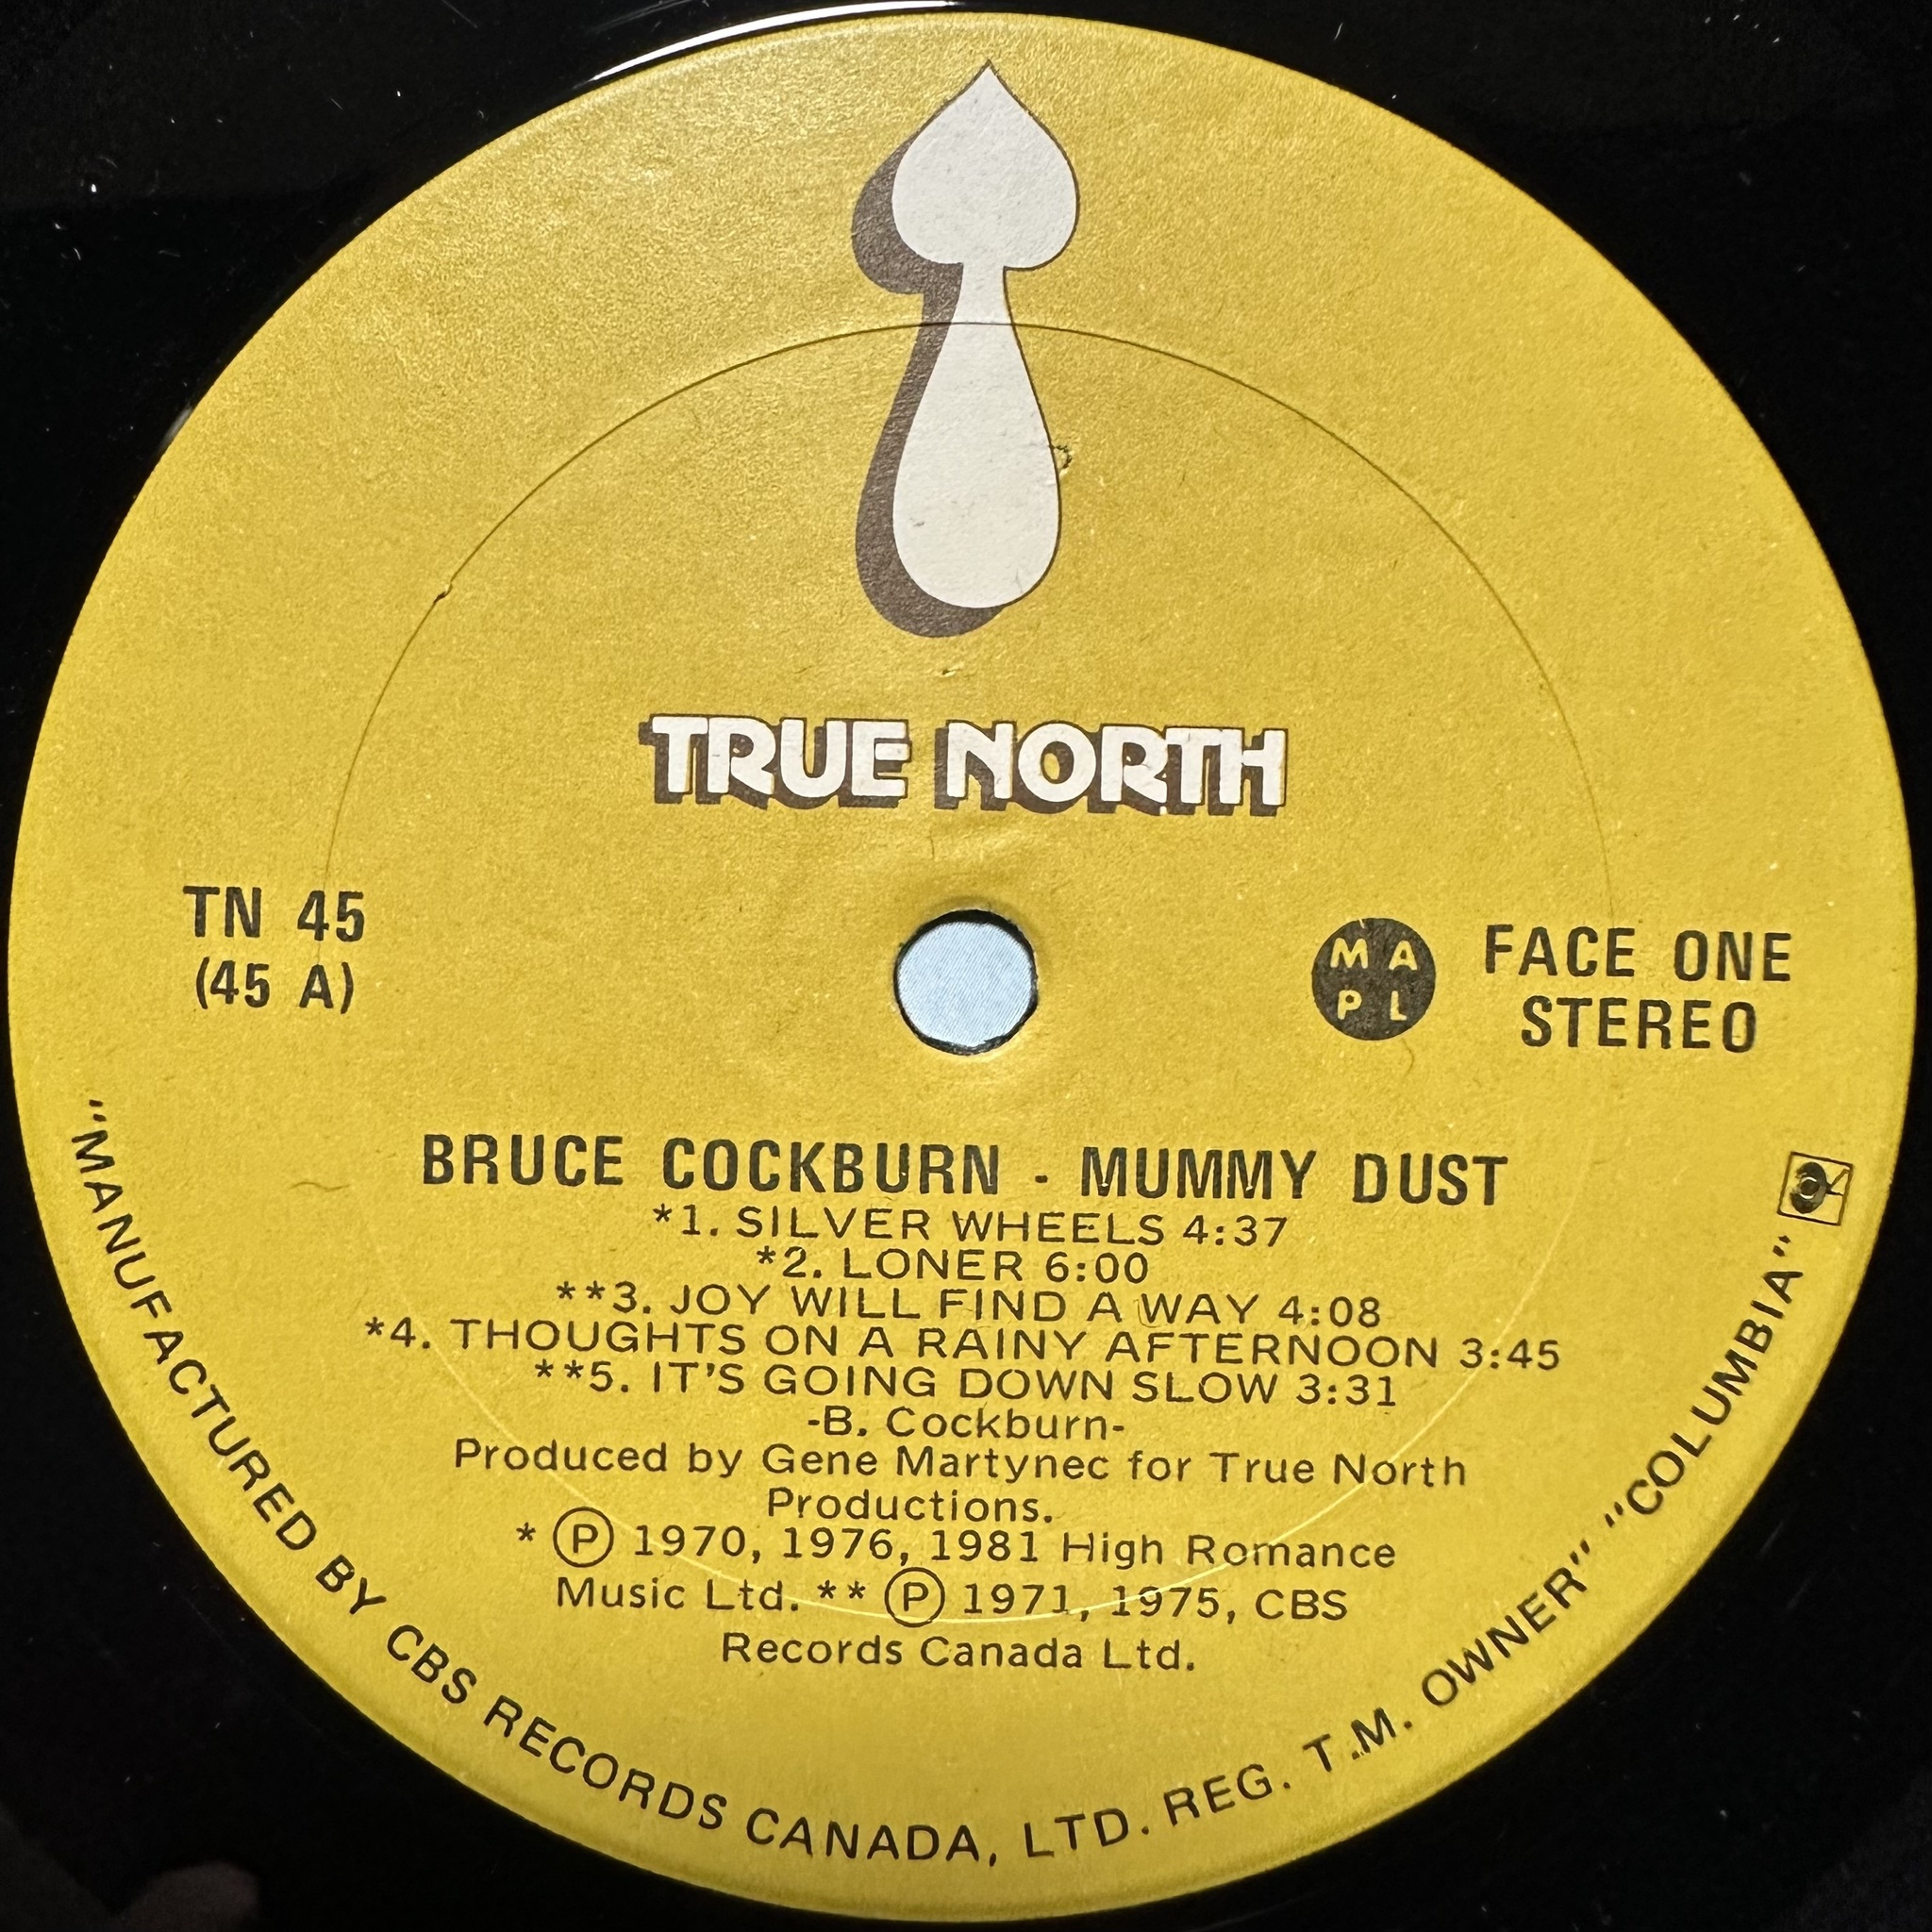 TRUE NORTH
TN 45
(45 A)
M A
P L
FACE ONE
STEREO
BRUCE COCKBURN - MUMMY DUST
*1. SILVER WHEELS 4:37
*2. LONER 6:00
**3. JOY WILL FIND A WAY 4:08
*4. THOUGHTS ON A RAINY AFTERNOON 3:45
**5. IT'S GOING DOWN SLOW 3:31
-B. Cockburn-
Produced by Gene Martynec for True North
Productions.
* Ⓟ 1970, 1976, 1981 High Romance
Music Ltd. ** Ⓟ 1971, 1975, CBS
Records Canada Ltd.
"MANUFACTURED BY CBS RECORDS CANADA, LTD. REG. T.M. OWNER" "COLUMBIA"